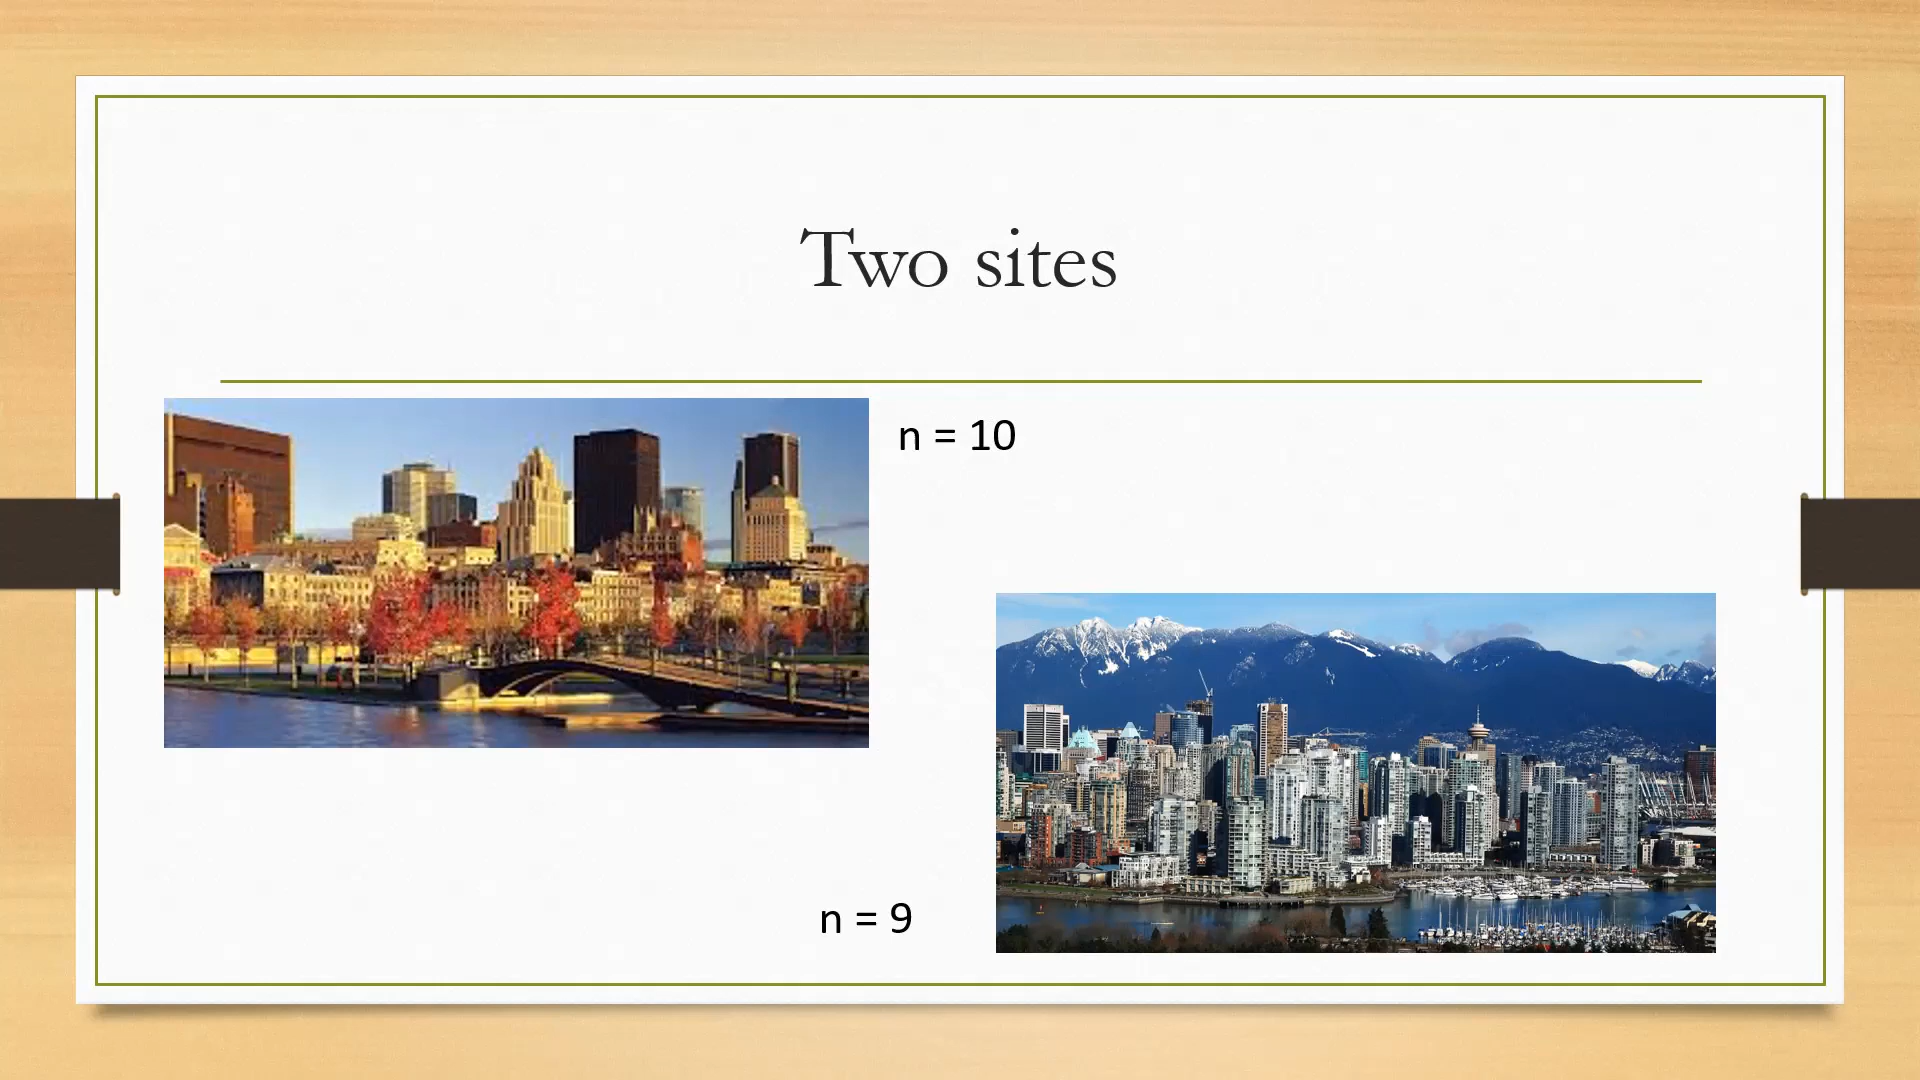 Two sites
n = 10
n = 9